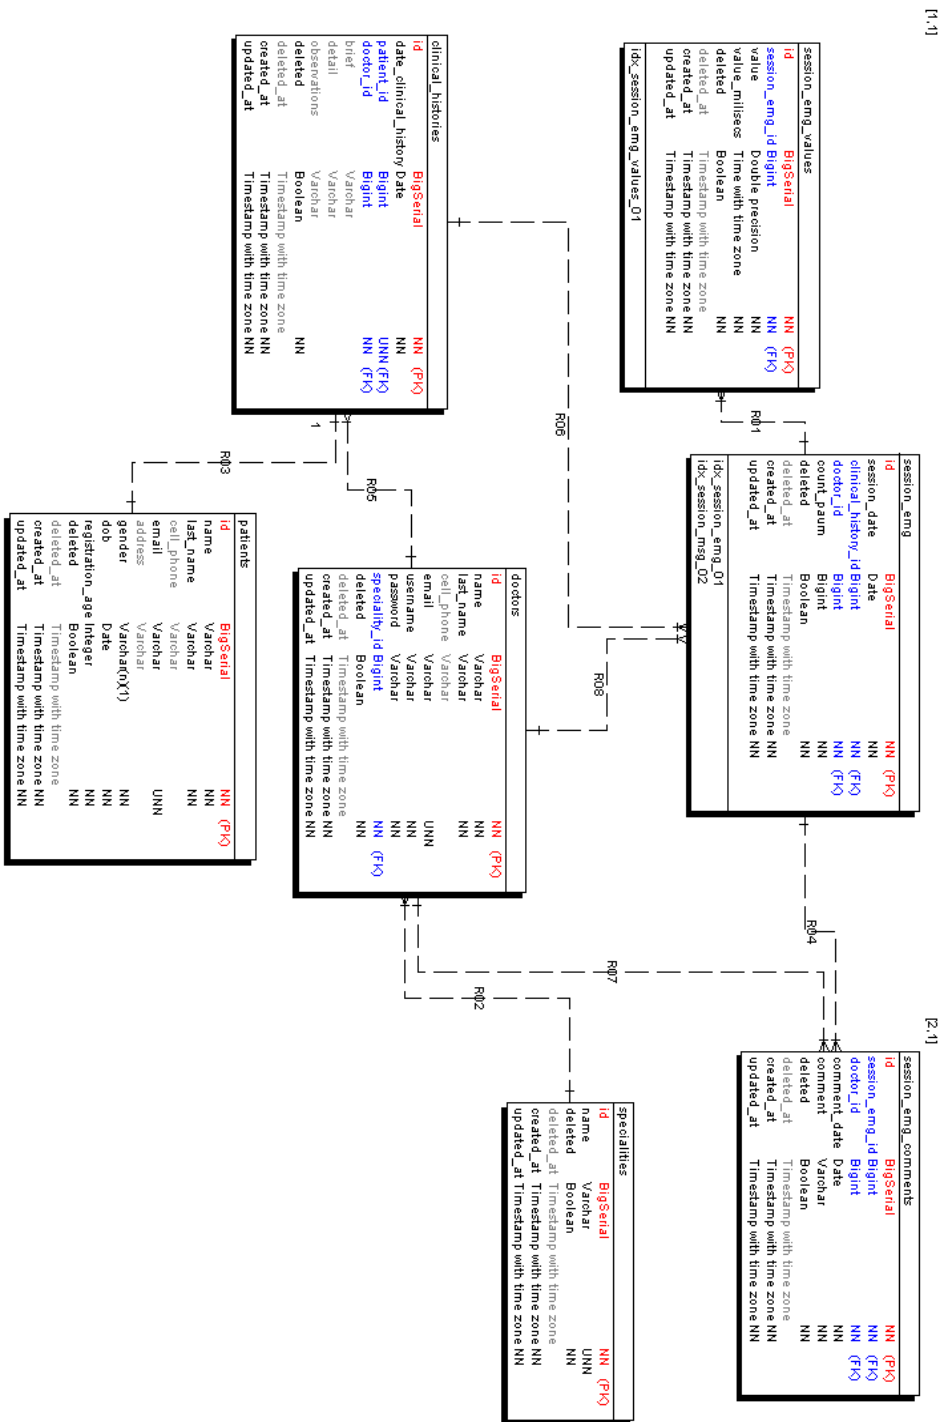 [1,1]
[2,1]
session_emg_values
id BigSerial NN (PK)
session_emg_id Bigint NN (FK)
value Double precision NN
value_milisecs Time with time zone NN
deleted Boolean NN
deleted_at Timestamp with time zone
created_at Timestamp with time zone NN
updated_at Timestamp with time zone NN
idx_session_emg_values_01
R01
session_emg
id BigSerial NN (PK)
session_date Date NN
clinical_history_id Bigint NN (FK)
doctor_id Bigint NN (FK)
count_paum Bigint NN
deleted Boolean NN
deleted_at Timestamp with time zone
created_at Timestamp with time zone NN
updated_at Timestamp with time zone NN
idx_session_emg_01
idx_session_msg_02
R04
session_emg_comments
id BigSerial NN (PK)
session_emg_id Bigint NN (FK)
doctor_id Bigint NN (FK)
comment_date Date NN
comment Varchar NN
deleted Boolean NN
deleted_at Timestamp with time zone
created_at Timestamp with time zone NN
updated_at Timestamp with time zone NN
R06
R08
R07
clinical_histories
id BigSerial NN (PK)
date_clinical_history Date NN
patient_id Bigint UNN (FK)
doctor_id Bigint NN (FK)
brief Varchar
detail Varchar
observations Varchar
deleted Boolean NN
deleted_at Timestamp with time zone
created_at Timestamp with time zone NN
updated_at Timestamp with time zone NN
R05
1
R03
doctors
id BigSerial NN (PK)
name Varchar NN
last_name Varchar NN
cell_phone Varchar
email Varchar UNN
username Varchar NN
password Varchar NN
speciality_id Bigint NN (FK)
deleted Boolean NN
deleted_at Timestamp with time zone
created_at Timestamp with time zone NN
updated_at Timestamp with time zone NN
R02
specialities
id BigSerial NN (PK)
name Varchar UNN
deleted Boolean NN
deleted_at Timestamp with time zone
created_at Timestamp with time zone NN
updated_at Timestamp with time zone NN
patients
id BigSerial NN (PK)
name Varchar NN
last_name Varchar NN
cell_phone Varchar
email Varchar UNN
address Varchar
gender Varchar(n)(1) NN
dob Date NN
registration_age Integer NN
deleted Boolean NN
deleted_at Timestamp with time zone
created_at Timestamp with time zone NN
updated_at Timestamp with time zone NN